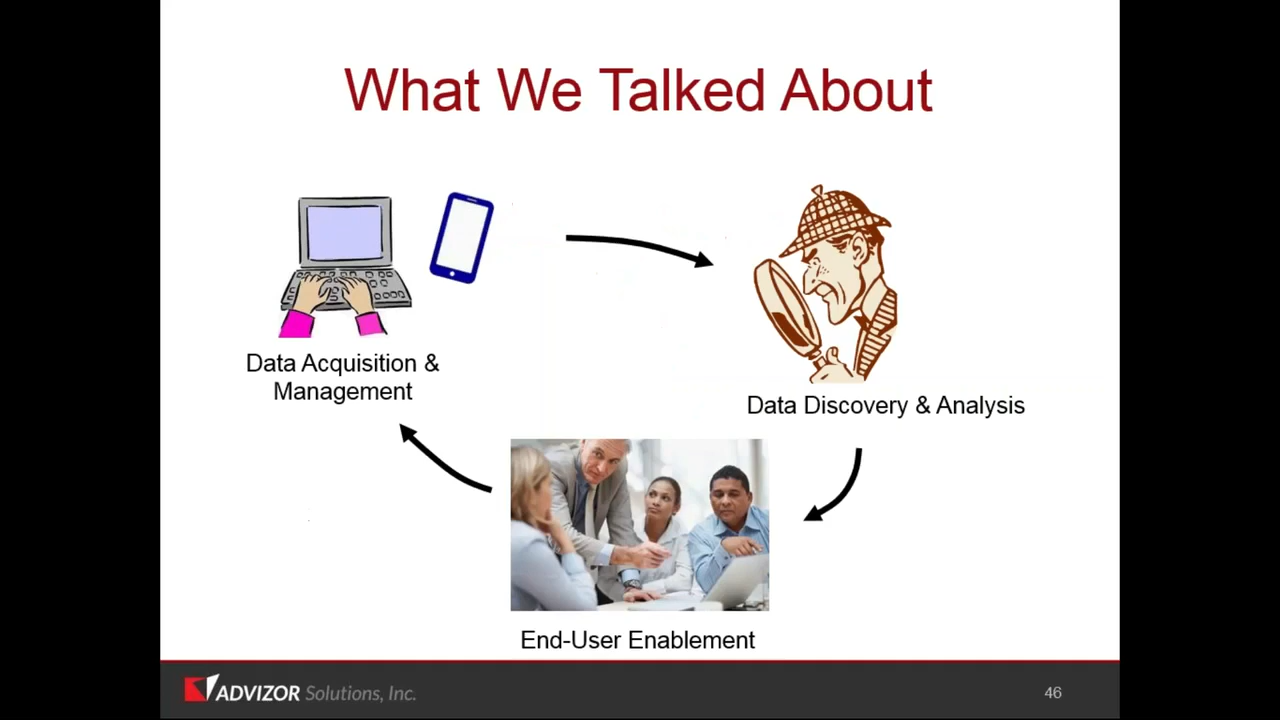 What We Talked About
Data Acquisition &
Management
Data Discovery & Analysis
End-User Enablement
ADVIZOR Solutions, Inc.
46